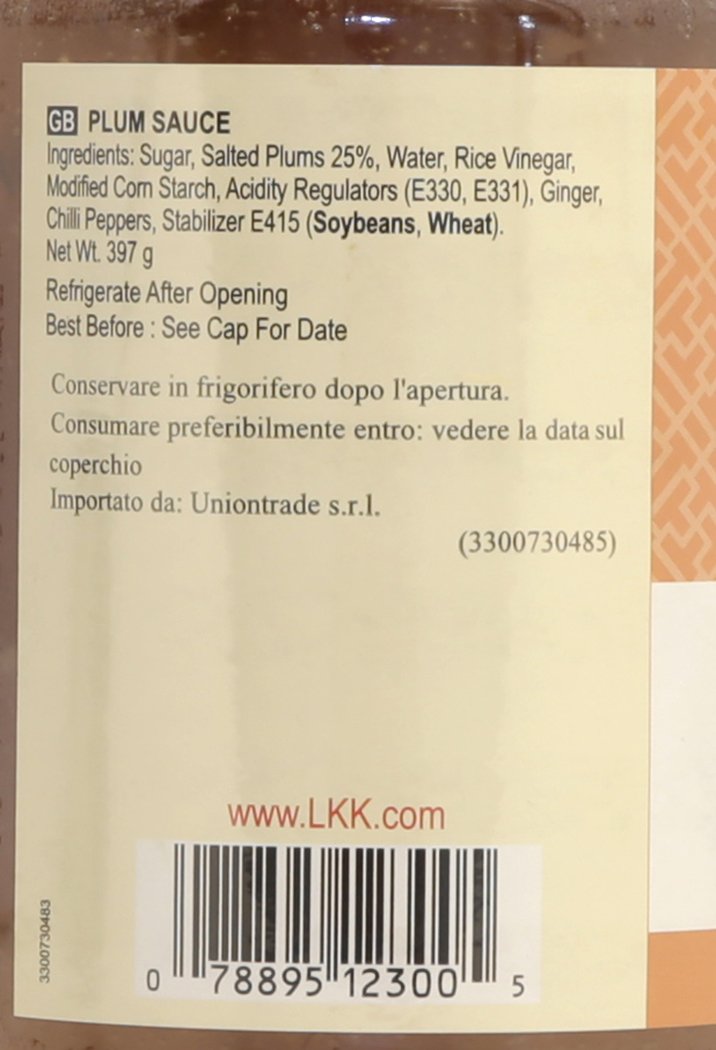 GB PLUM SAUCE
Ingredients: Sugar, Salted Plums 25%, Water, Rice Vinegar,
Modified Corn Starch, Acidity Regulators (E330, E331), Ginger,
Chilli Peppers, Stabilizer E415 (Soybeans, Wheat).
Net Wt. 397 g
Refrigerate After Opening
Best Before : See Cap For Date
Conservare in frigorifero dopo l'apertura.
Consumare preferibilmente entro: vedere la data sul
coperchio
Importato da: Uniontrade s.r.l.
(3300730485)
www.LKK.com
3300730483
0 78895 12300 5